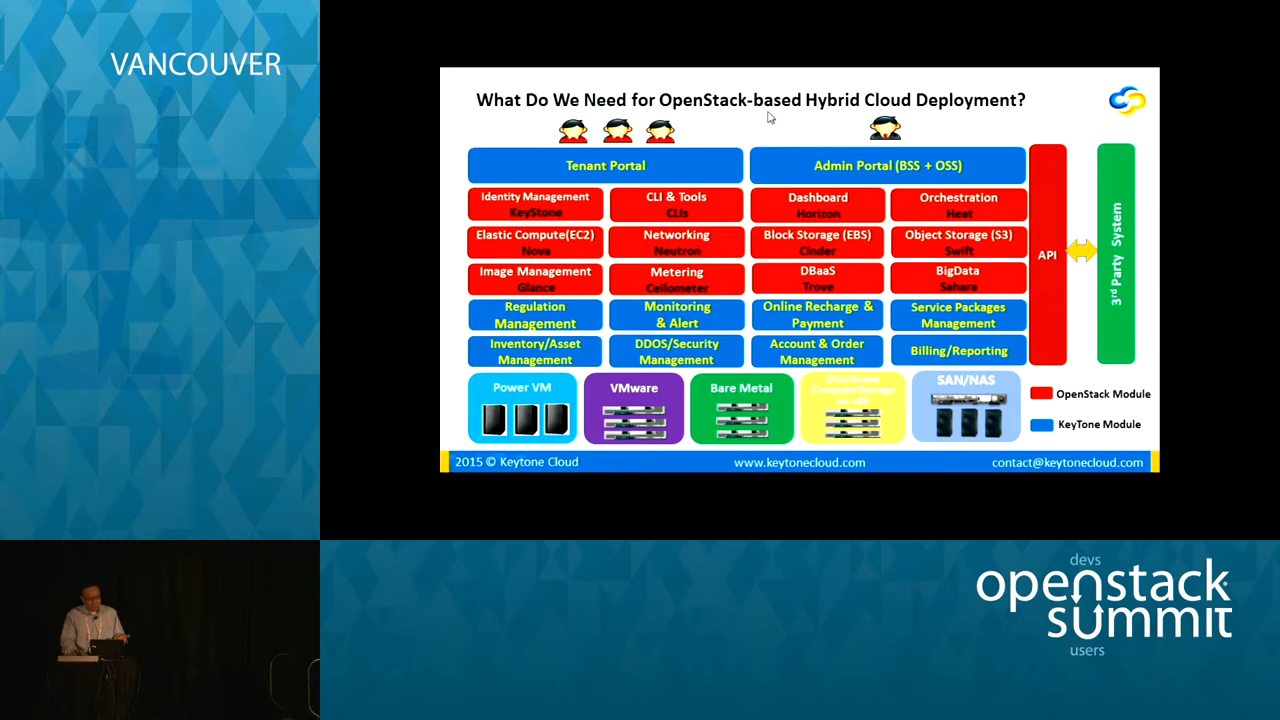 VANCOUVER
What Do We Need for OpenStack-based Hybrid Cloud Deployment?
Tenant Portal
Admin Portal (BSS + OSS)
Identity Management
KeyStone
CLI & Tools
CLIs
Dashboard
Horizon
Orchestration
Heat
Elastic Compute(EC2)
Nova
Networking
Neutron
Block Storage (EBS)
Cinder
Object Storage (S3)
Swift
Image Management
Glance
Metering
Ceilometer
DBaaS
Trove
BigData
Sahara
Regulation
Management
Monitoring
& Alert
Online Recharge &
Payment
Service Packages
Management
Inventory/Asset
Management
DDOS/Security
Management
Account & Order
Management
Billing/Reporting
API
3rd Party System
Power VM
VMware
Bare Metal
Distributed
Compute/Storage
on x86
SAN/NAS
OpenStack Module
KeyTone Module
2015 © Keytone Cloud
www.keytonecloud.com
contact@keytonecloud.com
devs
openstack
summit
users